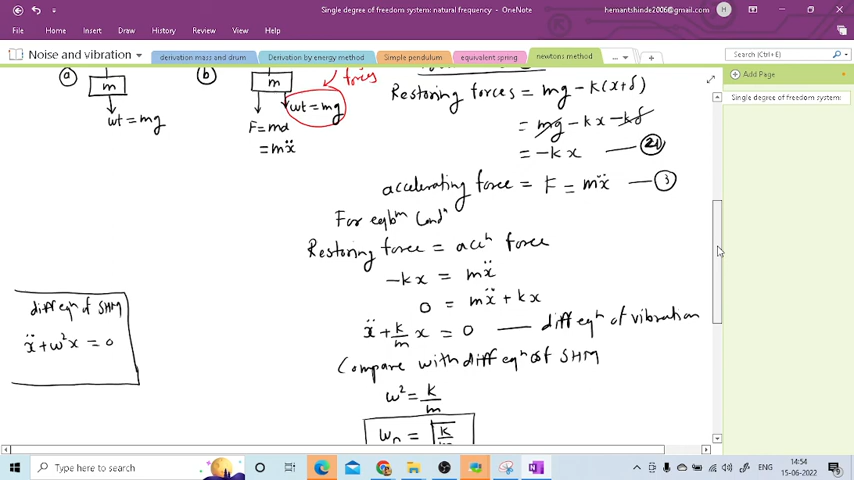 Single degree of freedom system: natural frequency - OneNote
hemantshinde2006@gmail.com
H
File Home Insert Draw History Review View Help
Noise and vibration
derivation mass and drum
Derivation by energy method
Simple pendulum
equivalent spring
newtons method
Search (Ctrl+E)
Add Page
Single degree of freedom system:
a
m
wt = mg
b
m
forces
wt = mg
F = ma
= mẍ
Restoring forces = mg - k(x+δ)
= mg - kx - kδ
= -kx
accelerating force = F = mẍ — 3
For eqbᵐ Condⁿ
Restoring force = accⁿ force
-kx = mẍ
0 = mẍ + kx
ẍ + k/m x = 0 — diff eqⁿ of vibration
Compare with diff eqⁿ of SHM
ω² = k/m
ωn = √k
diff eqⁿ of SHM
ẍ + ω²x = 0
Type here to search
ENG
14:54
15-06-2022